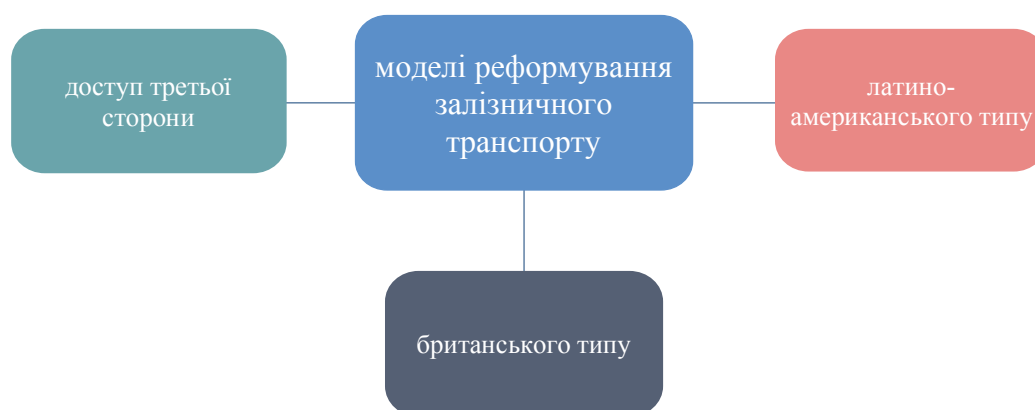 доступ третьої
сторони
моделі реформування
залізничного
транспорту
латино-
американського типу
британського типу